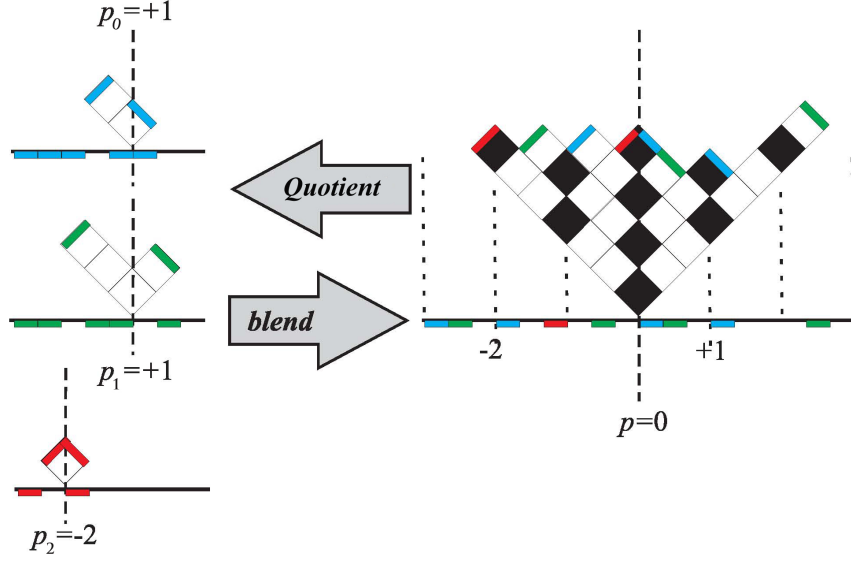 p0=+1
Quotient
blend
p1=+1
-2
+1
p=0
p2=-2